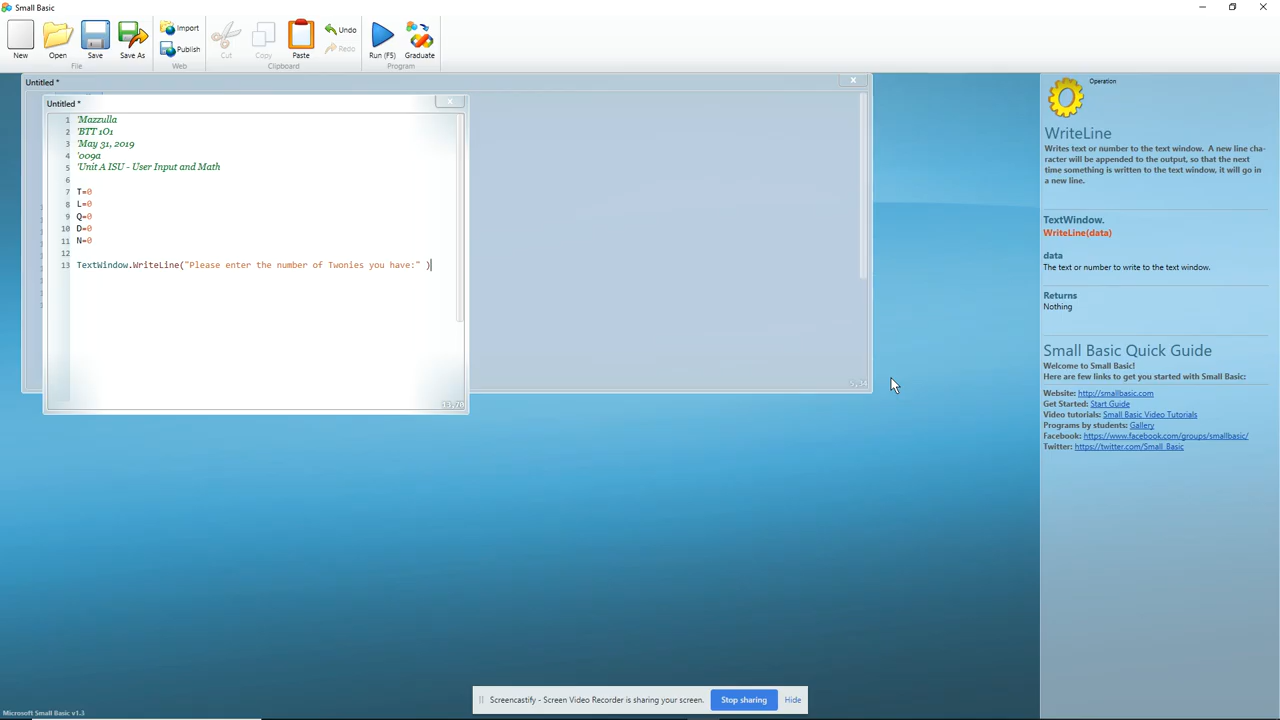 Small Basic
New
Open
Save
Save As
Import
Publish
Cut
Copy
Paste
Undo
Redo
Run (F5)
Graduate
File
Web
Clipboard
Program
Untitled *
Untitled *
1 'Mazzulla
2 'BTT 1O1
3 'May 31, 2019
4 '009a
5 'Unit A ISU - User Input and Math
6
7 T=0
8 L=0
9 Q=0
10 D=0
11 N=0
12
13 TextWindow.WriteLine("Please enter the number of Twonies you have:" )
Operation
WriteLine
Writes text or number to the text window. A new line cha-
racter will be appended to the output, so that the next
time something is written to the text window, it will go in
a new line.
TextWindow.
WriteLine(data)
data
The text or number to write to the text window.
Returns
Nothing
Small Basic Quick Guide
Welcome to Small Basic!
Here are few links to get you started with Small Basic:
Website: http://smallbasic.com
Get Started: Start Guide
Video tutorials: Small Basic Video Tutorials
Programs by students: Gallery
Facebook: https://www.facebook.com/groups/smallbasic/
Twitter: https://twitter.com/Small_Basic
Screencastify - Screen Video Recorder is sharing your screen.
Stop sharing
Hide
Microsoft Small Basic v1.3